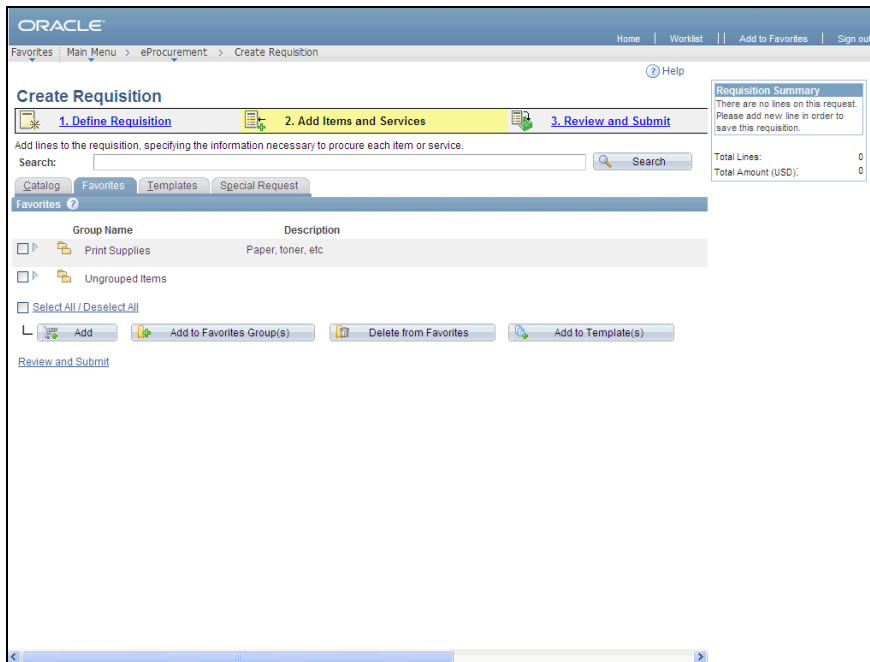 ORACLE
Home | Worklist || Add to Favorites | Sign out
Favorites Main Menu > eProcurement > Create Requisition
? Help
Create Requisition
1. Define Requisition 2. Add Items and Services 3. Review and Submit
Add lines to the requisition, specifying the information necessary to procure each item or service.
Search: Search
Catalog Favorites Templates Special Request
Favorites ?
Group Name Description
Print Supplies Paper, toner, etc
Ungrouped Items
Select All / Deselect All
Add Add to Favorites Group(s) Delete from Favorites Add to Template(s)
Review and Submit
Requisition Summary
There are no lines on this request.
Please add new line in order to
save this requisition.
Total Lines: 0
Total Amount (USD): 0